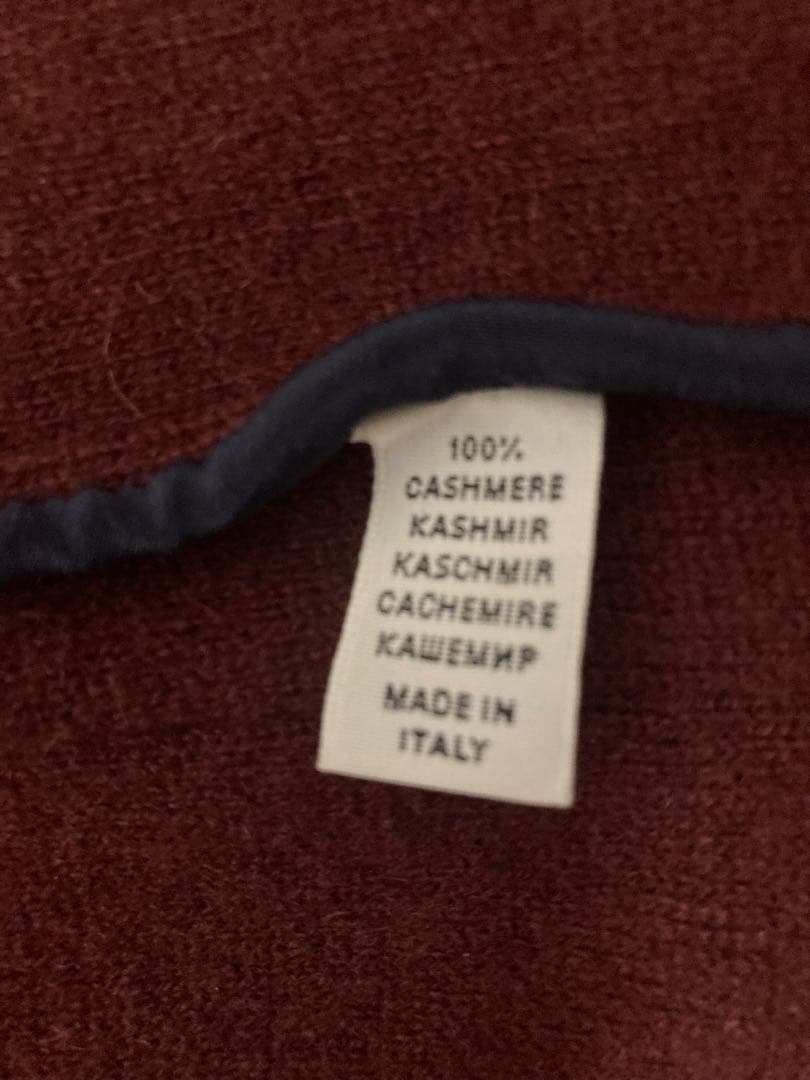 100%
CASHMERE
KASHMIR
KASCHMIR
CACHEMIRE
КАШЕМИР
MADE IN
ITALY